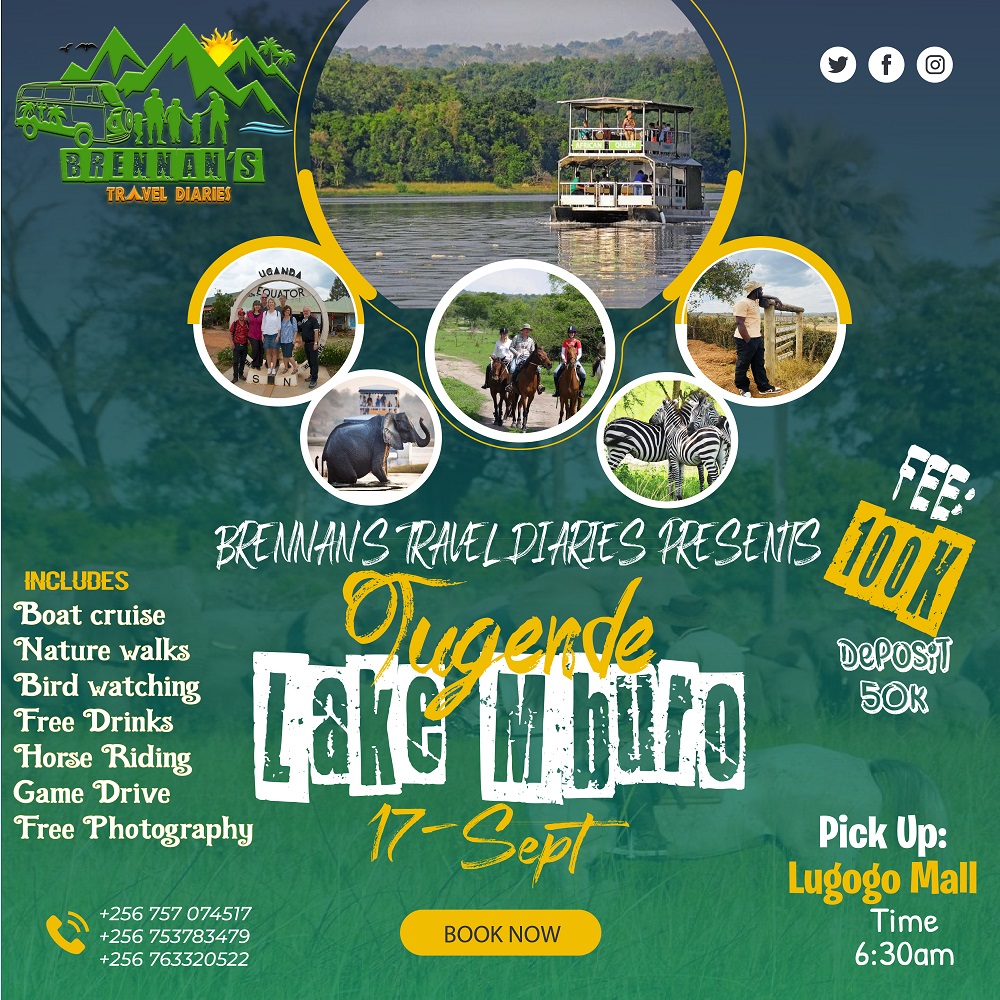 BRENNAN'S
TRAVEL DIARIES
AFRICAN QUEEN
UGANDA
EQUATOR
S N
BRENNAN'S TRAVEL DIARIES PRESENTS
Tugende
Lake Mburo
17-Sept
FEE:
100K
DEPOSIT
50K
INCLUDES
Boat cruise
Nature walks
Bird watching
Free Drinks
Horse Riding
Game Drive
Free Photography
+256 757 074517
+256 753783479
+256 763320522
BOOK NOW
Pick Up:
Lugogo Mall
Time
6:30am